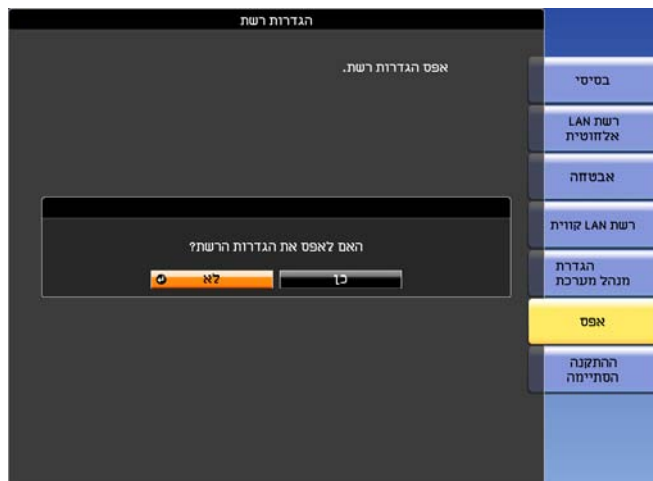 הגדרות רשת
אפס הגדרות רשת.
האם לאפס את הגדרות הרשת?
כן
לא
בסיסי
רשת LAN
אלחוטית
אבטחה
רשת LAN קווית
הגדרת
מנהל מערכת
אפס
ההתקנה
הסתיימה